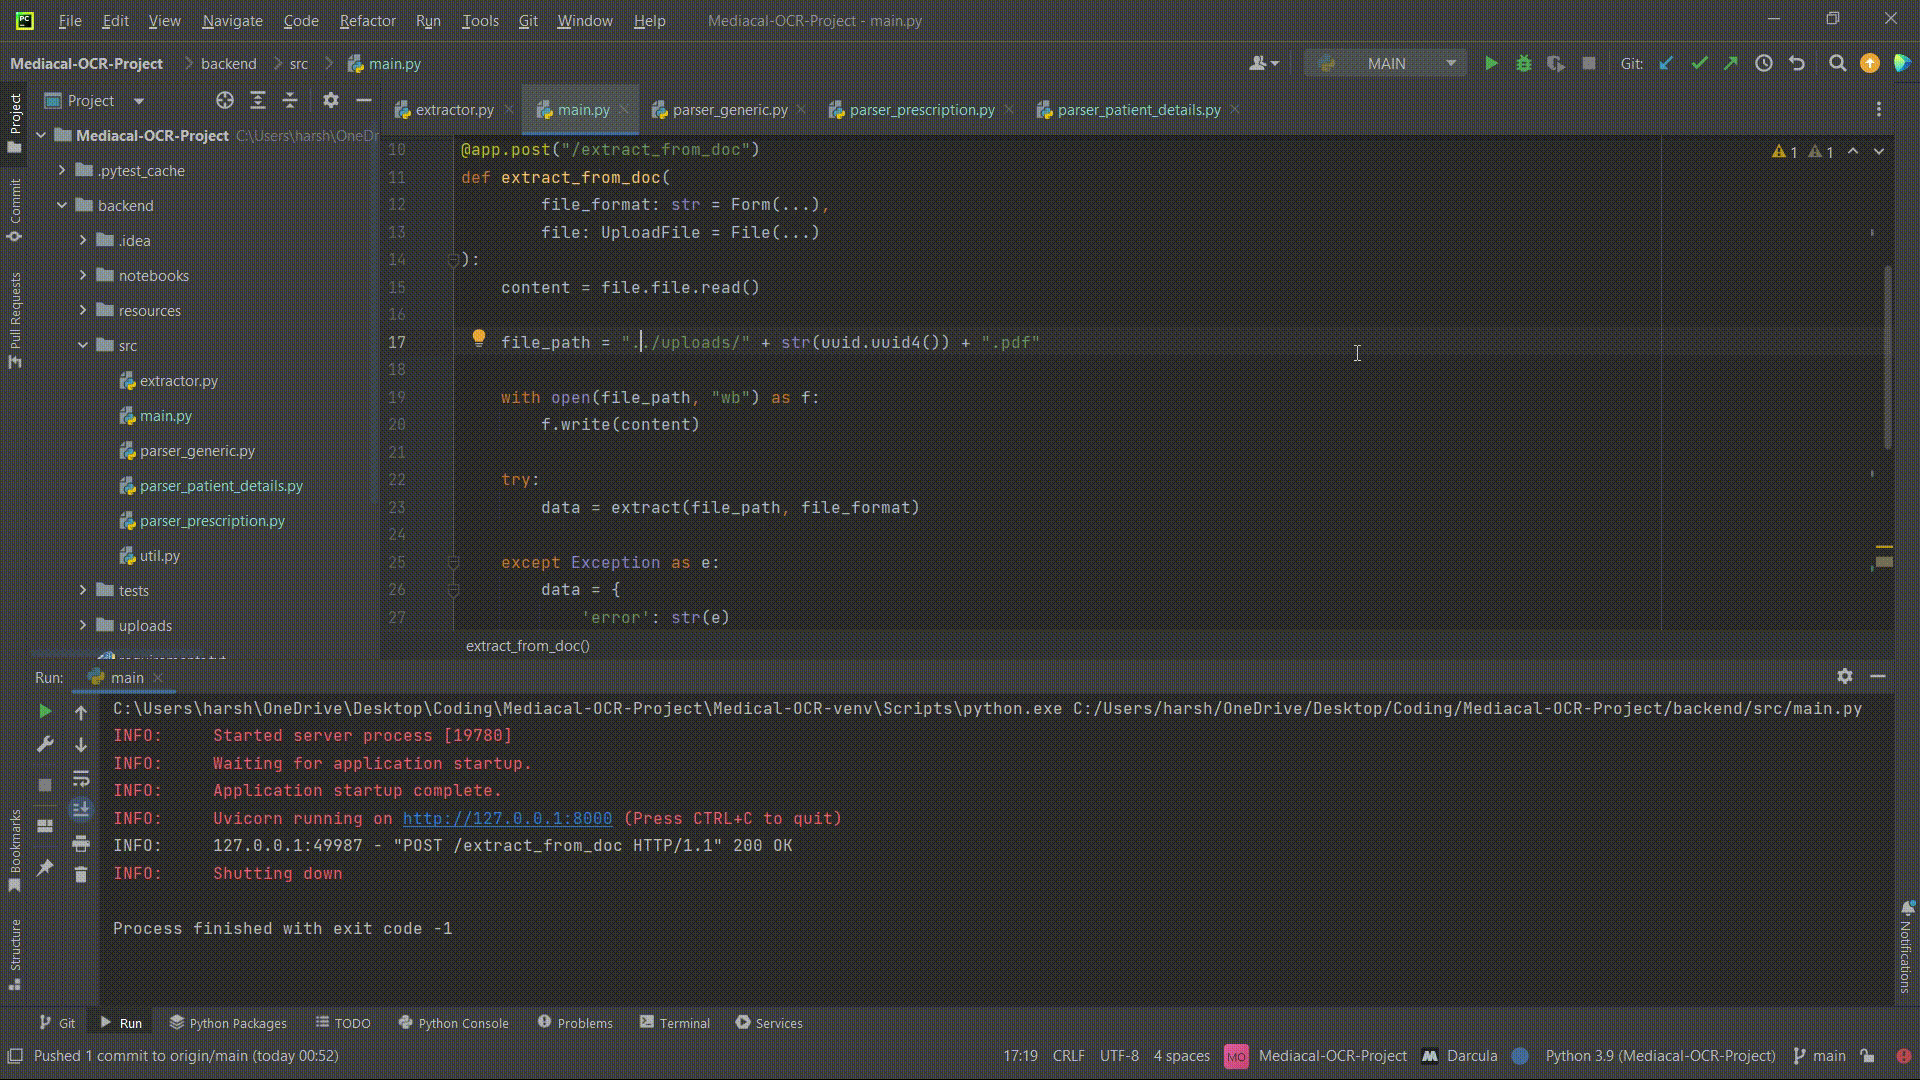 File Edit View Navigate Code Refactor Run Tools Git Window Help Mediacal-OCR-Project - main.py
Mediacal-OCR-Project backend src main.py MAIN Git:
Project
extractor.py main.py parser_generic.py parser_prescription.py parser_patient_details.py
Project
Commit
Pull Requests
Mediacal-OCR-Project C:\Users\harsh\OneDr
.pytest_cache
backend
.idea
notebooks
resources
src
extractor.py
main.py
parser_generic.py
parser_patient_details.py
parser_prescription.py
util.py
tests
uploads
10 @app.post("/extract_from_doc")
11 def extract_from_doc(
12 file_format: str = Form(...),
13 file: UploadFile = File(...)
14 ):
15 content = file.file.read()
16
17 file_path = "../uploads/" + str(uuid.uuid4()) + ".pdf"
18
19 with open(file_path, "wb") as f:
20 f.write(content)
21
22 try:
23 data = extract(file_path, file_format)
24
25 except Exception as e:
26 data = {
27 'error': str(e)
1 1
extract_from_doc()
Run: main
C:\Users\harsh\OneDrive\Desktop\Coding\Mediacal-OCR-Project\Medical-OCR-venv\Scripts\python.exe C:/Users/harsh/OneDrive/Desktop/Coding/Mediacal-OCR-Project/backend/src/main.py
INFO: Started server process [19780]
INFO: Waiting for application startup.
INFO: Application startup complete.
INFO: Uvicorn running on http://127.0.0.1:8000 (Press CTRL+C to quit)
INFO: 127.0.0.1:49987 - "POST /extract_from_doc HTTP/1.1" 200 OK
INFO: Shutting down
Process finished with exit code -1
Bookmarks
Structure
Notifications
Git Run Python Packages TODO Python Console Problems Terminal Services
Pushed 1 commit to origin/main (today 00:52) 17:19 CRLF UTF-8 4 spaces MO Mediacal-OCR-Project Darcula Python 3.9 (Mediacal-OCR-Project) main